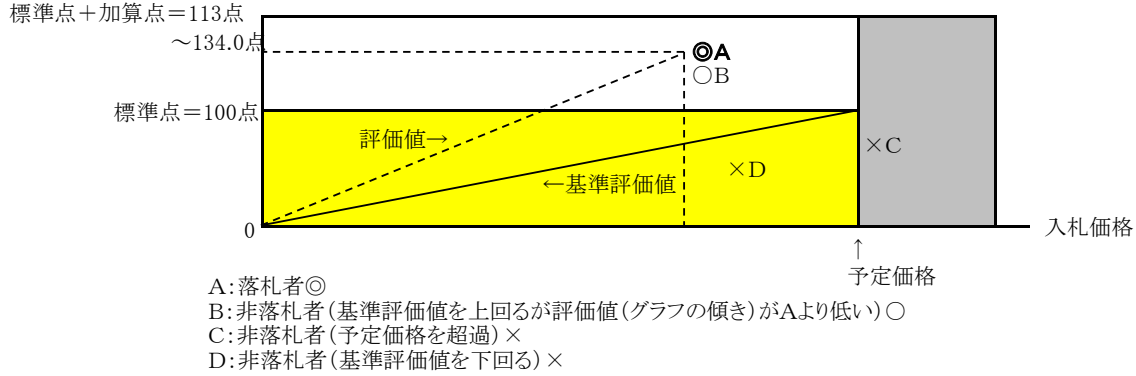 標準点+加算点=113点
~134.0点
◎A
○B
標準点=100点
評価値→
×C
×D
←基準評価値
0
入札価格
↑
予定価格
A:落札者◎
B:非落札者(基準評価値を上回るが評価値(グラフの傾き)がAより低い)○
C:非落札者(予定価格を超過)×
D:非落札者(基準評価値を下回る)×